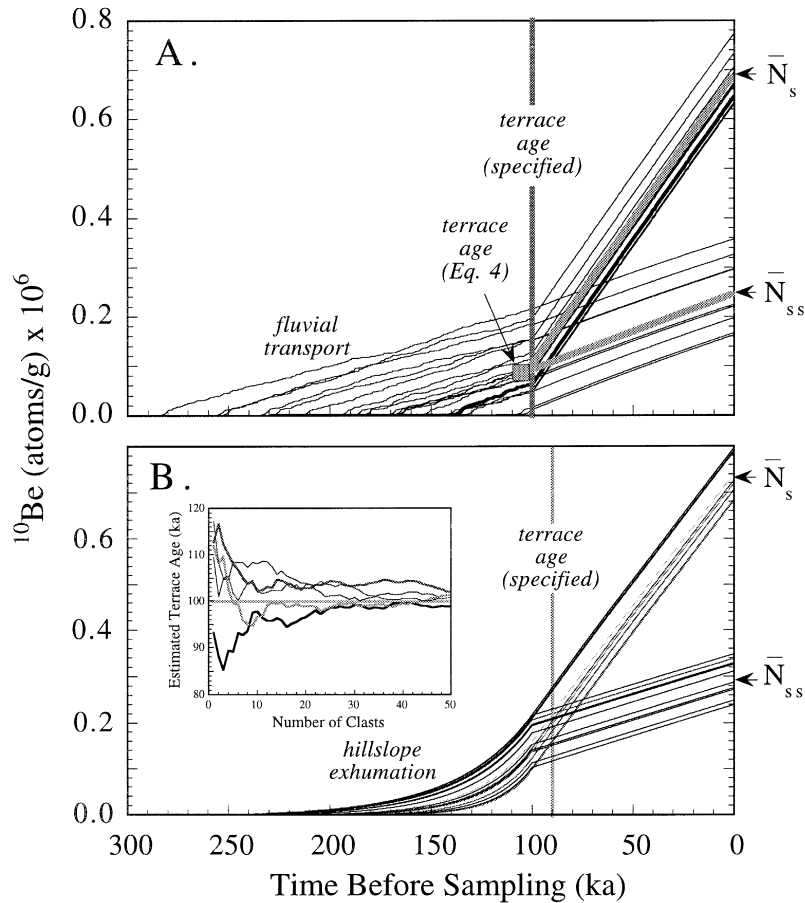 A.
0.8
0.6
0.4
0.2
0.0
terrace
age
(specified)
terrace
age
(Eq. 4)
fluvial
transport
N̅s
N̅ss
¹⁰Be (atoms/g) x 10⁶
B.
0.6
0.4
0.2
0.0
120
110
100
90
80
Estimated Terrace Age (ka)
0 10 20 30 40 50
Number of Clasts
terrace
age
(specified)
hillslope
exhumation
N̅s
N̅ss
300 250 200 150 100 50 0
Time Before Sampling (ka)